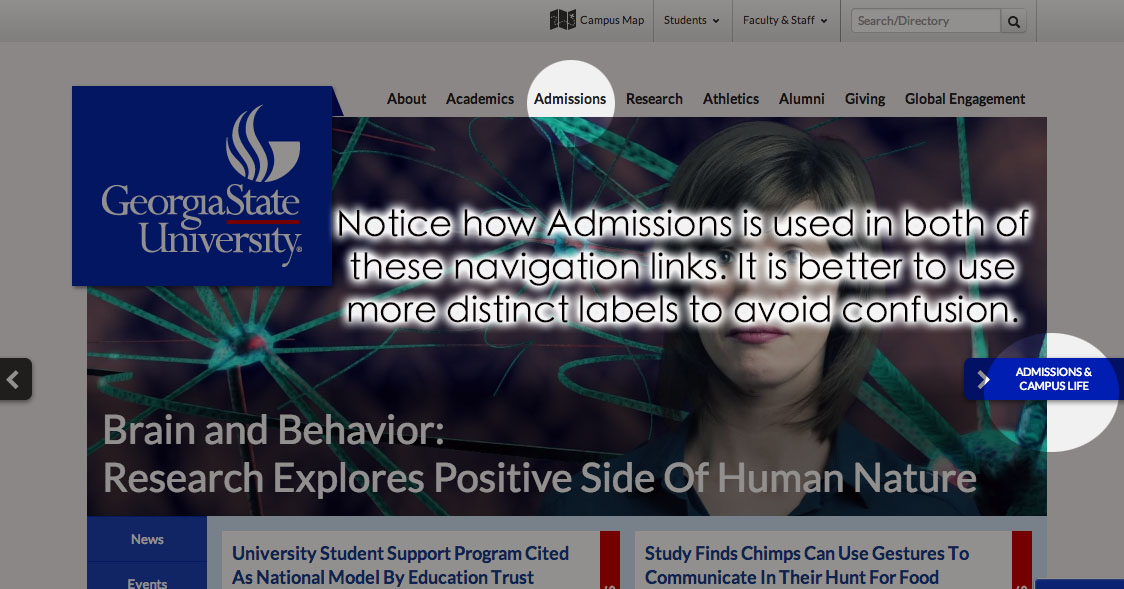 Campus Map
Students
Faculty & Staff
Search/Directory
About Academics Admissions Research Athletics Alumni Giving Global Engagement
GeorgiaState
University®
Notice how Admissions is used in both of
these navigation links. It is better to use
more distinct labels to avoid confusion.
ADMISSIONS &
CAMPUS LIFE
Brain and Behavior:
Research Explores Positive Side Of Human Nature
News
Events
University Student Support Program Cited
As National Model By Education Trust
Study Finds Chimps Can Use Gestures To
Communicate In Their Hunt For Food